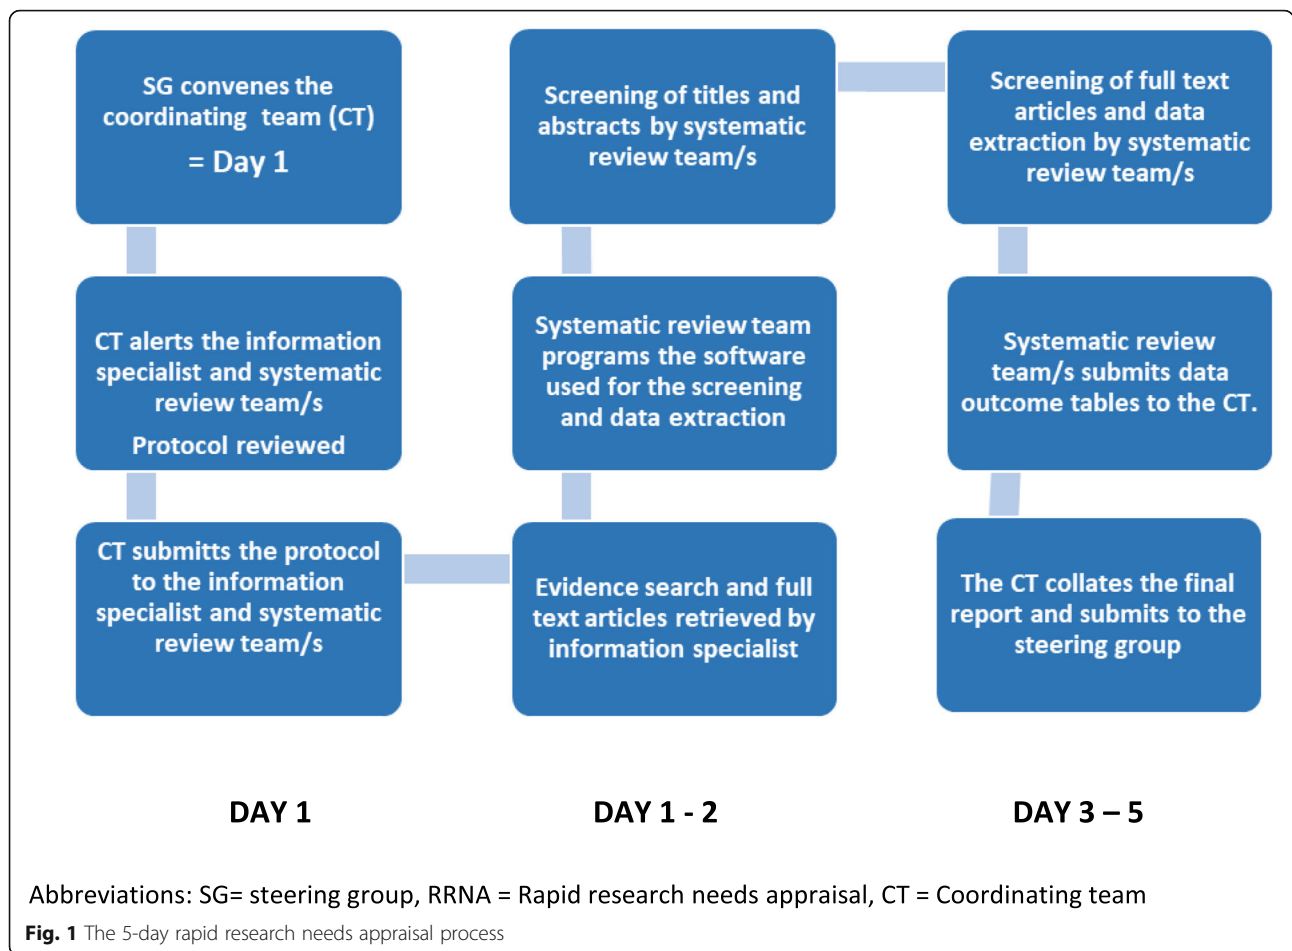 SG convenes the
coordinating team (CT)
= Day 1
CT alerts the information
specialist and systematic
review team/s
Protocol reviewed
CT submitts the protocol
to the information
specialist and systematic
review team/s
Evidence search and full
text articles retrieved by
information specialist
Systematic review team
programs the software
used for the screening
and data extraction
Screening of titles and
abstracts by systematic
review team/s
Screening of full text
articles and data
extraction by systematic
review team/s
Systematic review
team/s submits data
outcome tables to the CT.
The CT collates the final
report and submits to the
steering group
DAY 1
DAY 1 - 2
DAY 3 – 5
Abbreviations: SG= steering group, RRNA = Rapid research needs appraisal, CT = Coordinating team
Fig. 1 The 5-day rapid research needs appraisal process